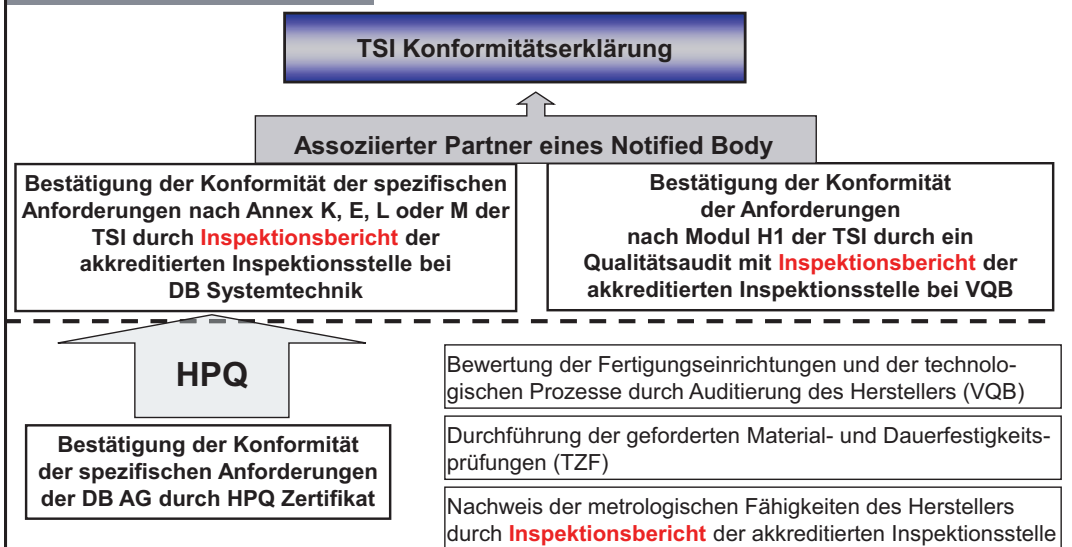 TSI Konformitätserklärung
Assoziierter Partner eines Notified Body
Bestätigung der Konformität der spezifischen
Anforderungen nach Annex K, E, L oder M der
TSI durch Inspektionsbericht der
akkreditierten Inspektionsstelle bei
DB Systemtechnik
Bestätigung der Konformität
der Anforderungen
nach Modul H1 der TSI durch ein
Qualitätsaudit mit Inspektionsbericht der
akkreditierten Inspektionsstelle bei VQB
HPQ
Bestätigung der Konformität
der spezifischen Anforderungen
der DB AG durch HPQ Zertifikat
Bewertung der Fertigungseinrichtungen und der technolo-
gischen Prozesse durch Auditierung des Herstellers (VQB)
Durchführung der geforderten Material- und Dauerfestigkeits-
prüfungen (TZF)
Nachweis der metrologischen Fähigkeiten des Herstellers
durch Inspektionsbericht der akkreditierten Inspektionsstelle